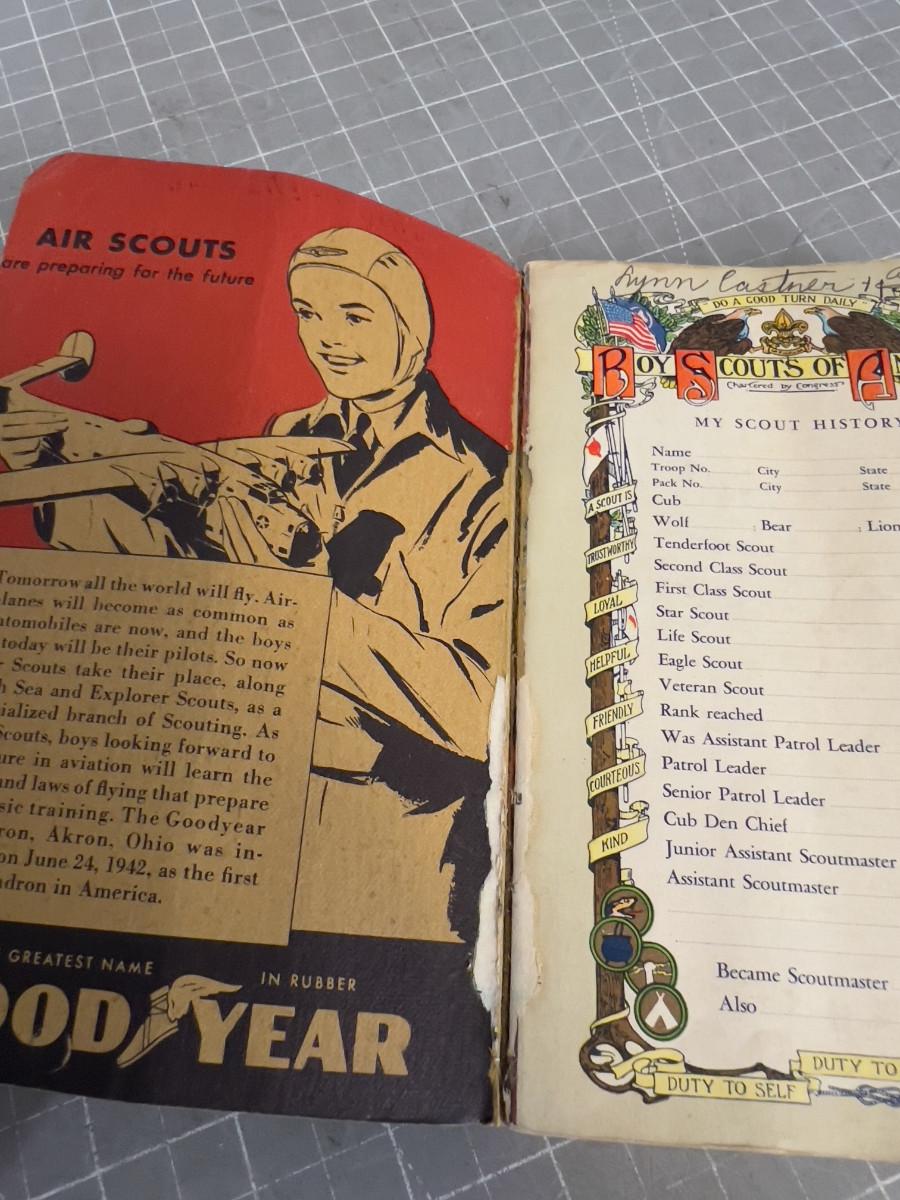 AIR SCOUTS
are preparing for the future
Tomorrow all the world will fly. Air-
lanes will become as common as
tomobiles are now, and the boys
today will be their pilots. So now
Scouts take their place, along
Sea and Explorer Scouts, as a
ialized branch of Scouting. As
couts, boys looking forward to
ure in aviation will learn the
and laws of flying that prepare
sic training. The Goodyear
ron, Akron, Ohio was in-
on June 24, 1942, as the first
adron in America.
GREATEST NAME
IN RUBBER
OOD YEAR
Lynn Castner
DO A GOOD TURN DAILY
BOY SCOUTS OF A
Chartered by Congress
MY SCOUT HISTORY
Name
Troop No. City State
Pack No. City State
Cub
Wolf : Bear : Lion
Tenderfoot Scout
Second Class Scout
First Class Scout
Star Scout
Life Scout
Eagle Scout
Veteran Scout
Rank reached
Was Assistant Patrol Leader
Patrol Leader
Senior Patrol Leader
Cub Den Chief
Junior Assistant Scoutmaster
Assistant Scoutmaster
Became Scoutmaster
Also
A SCOUT IS
TRUSTWORTHY
LOYAL
HELPFUL
FRIENDLY
COURTEOUS
KIND
DUTY TO SELF
DUTY TO